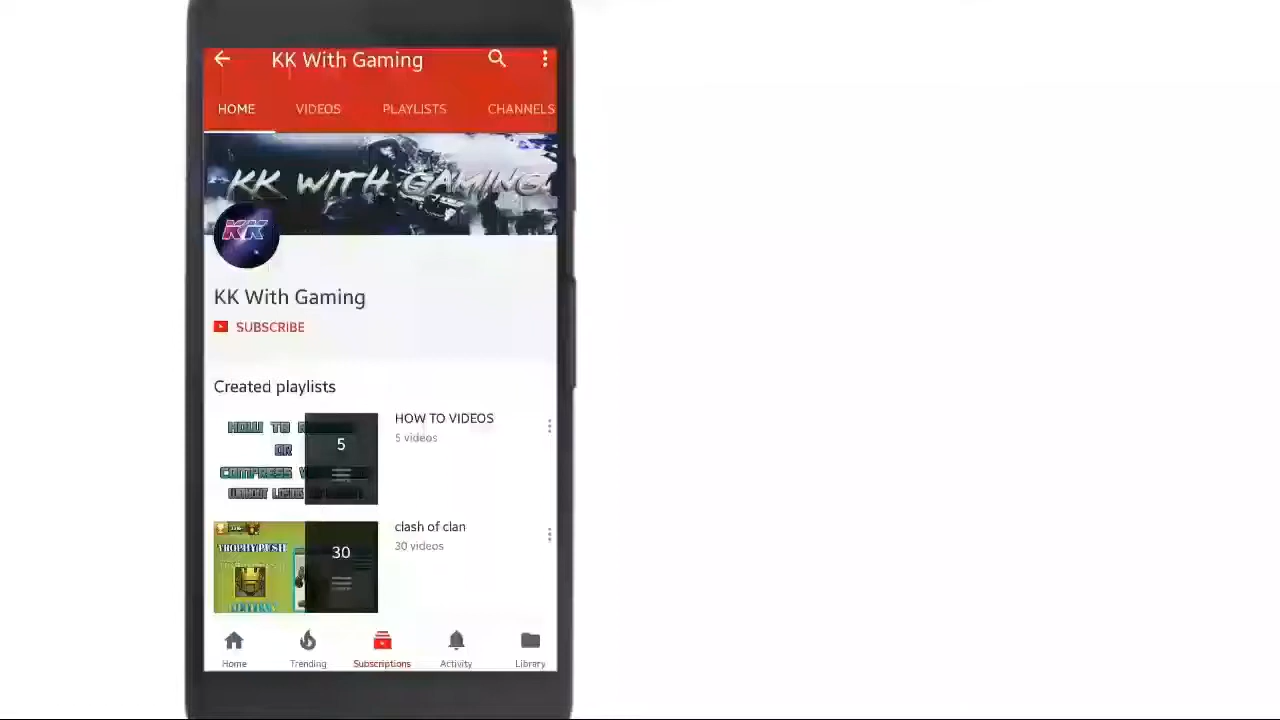 KK With Gaming
HOME VIDEOS PLAYLISTS CHANNELS
KK WITH GAMING
KK
KK With Gaming
SUBSCRIBE
Created playlists
HOW TO
OR
COMPRESS
WITHOUT
5
HOW TO VIDEOS
5 videos
TROPHY PUSH
30
clash of clan
30 videos
Home Trending Subscriptions Activity Library